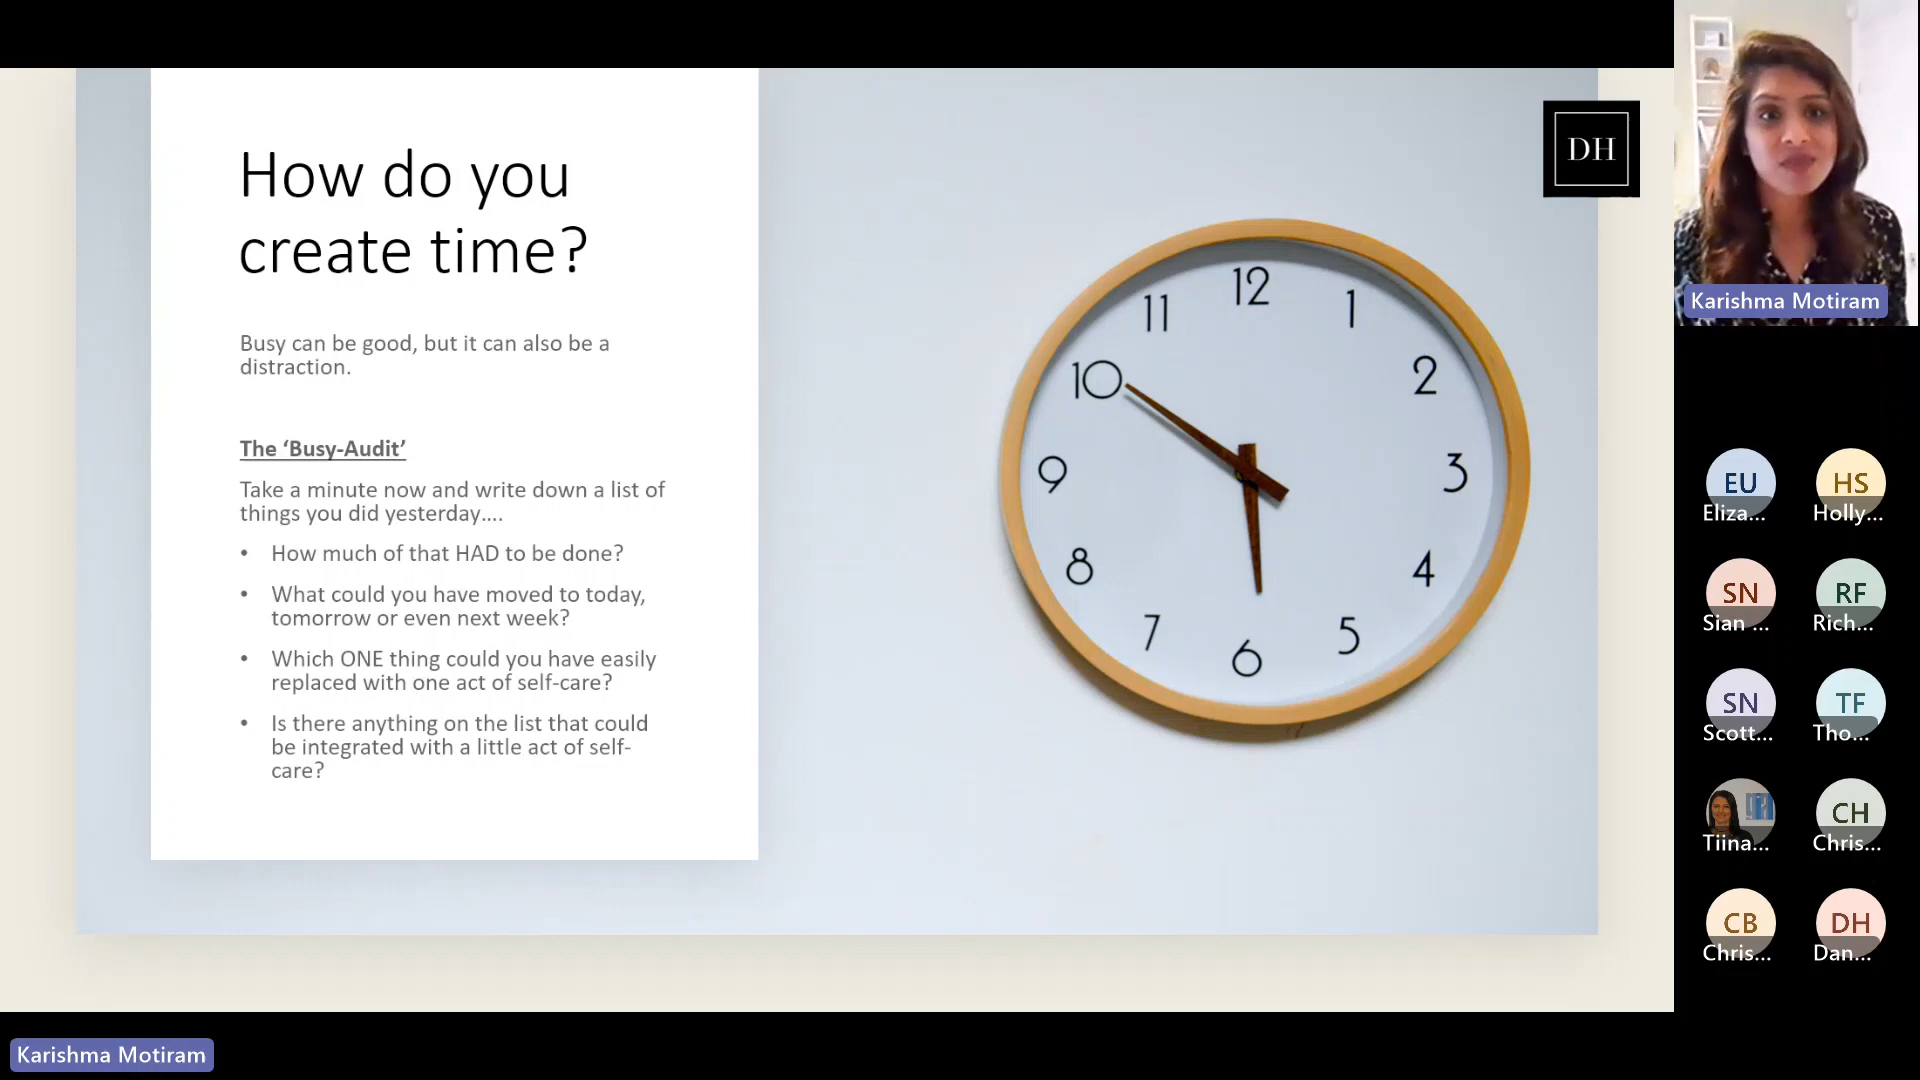 How do you
create time?
Busy can be good, but it can also be a
distraction.
The ‘Busy-Audit’
Take a minute now and write down a list of
things you did yesterday....
• How much of that HAD to be done?
• What could you have moved to today,
tomorrow or even next week?
• Which ONE thing could you have easily
replaced with one act of self-care?
• Is there anything on the list that could
be integrated with a little act of self-
care?
DH
12
1
2
3
4
5
6
7
8
9
10
11
Karishma Motiram
EU
HS
Eliza...
Holly...
SN
RF
Sian ...
Rich...
SN
TF
Scott...
Tho...
CH
Tiina...
Chris...
CB
DH
Chris...
Dan...
Karishma Motiram